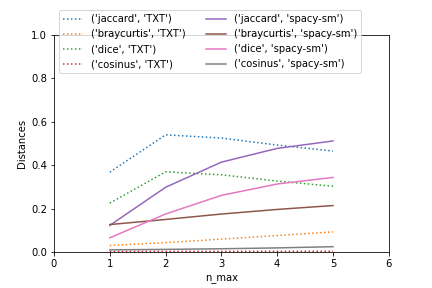 ('jaccard', 'TXT')
('braycurtis', 'TXT')
('dice', 'TXT')
('cosinus', 'TXT')
('jaccard', 'spacy-sm')
('braycurtis', 'spacy-sm')
('dice', 'spacy-sm')
('cosinus', 'spacy-sm')
Distances
1.0
0.8
0.6
0.4
0.2
0.0
0
1
2
3
4
5
6
n_max